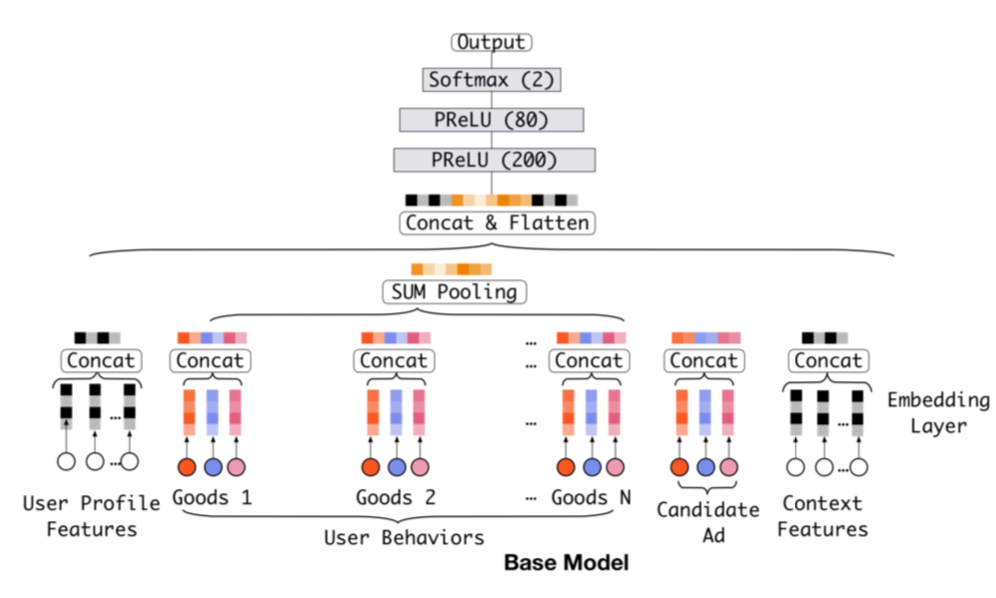 Output
Softmax (2)
PReLU (80)
PReLU (200)
Concat & Flatten
SUM Pooling
... 
Concat Concat Concat ... Concat Concat Concat
...
... ... ...
Embedding
Layer
User Profile
Features
Goods 1 Goods 2 ... Goods N
Candidate
Ad
Context
Features
User Behaviors
Base Model